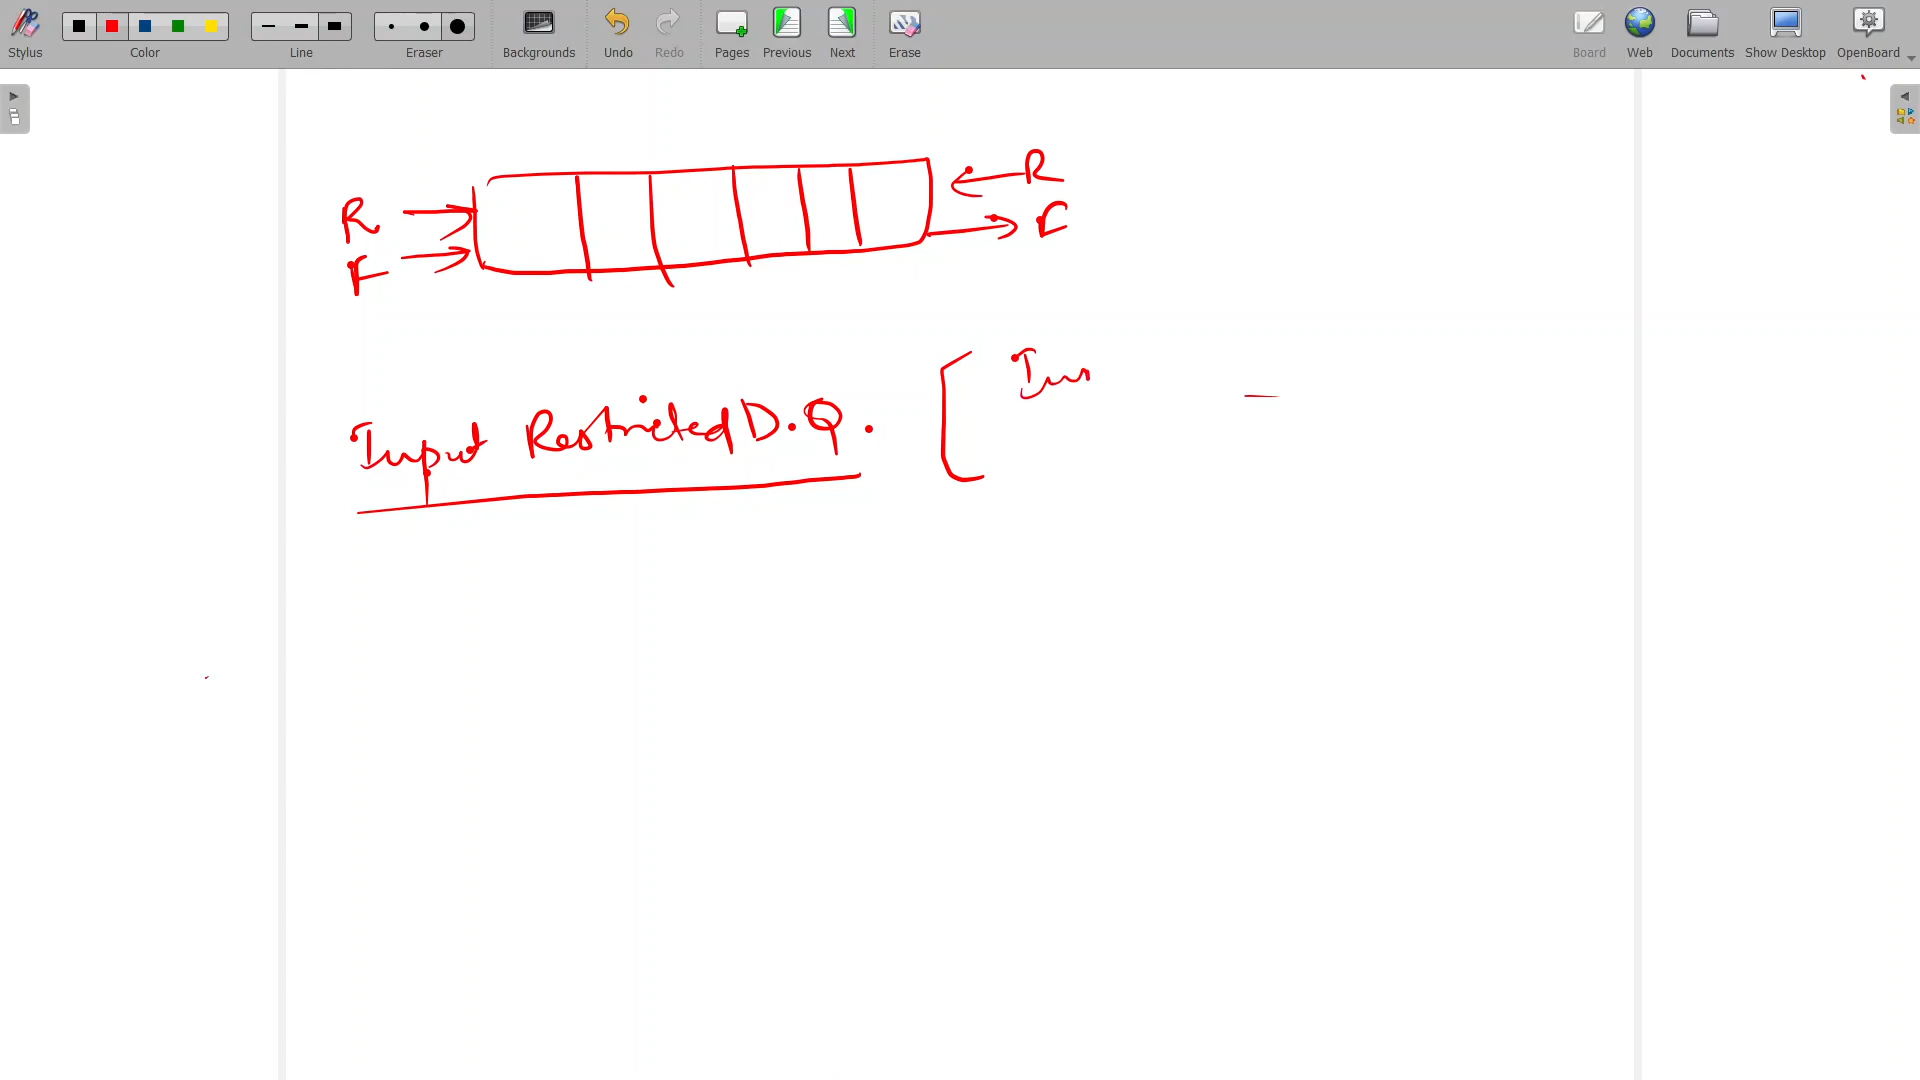 Stylus Color Line Eraser Backgrounds Undo Redo Pages Previous Next Erase Board Web Documents Show Desktop OpenBoard
R R
F F
Input Restricted D.Q.